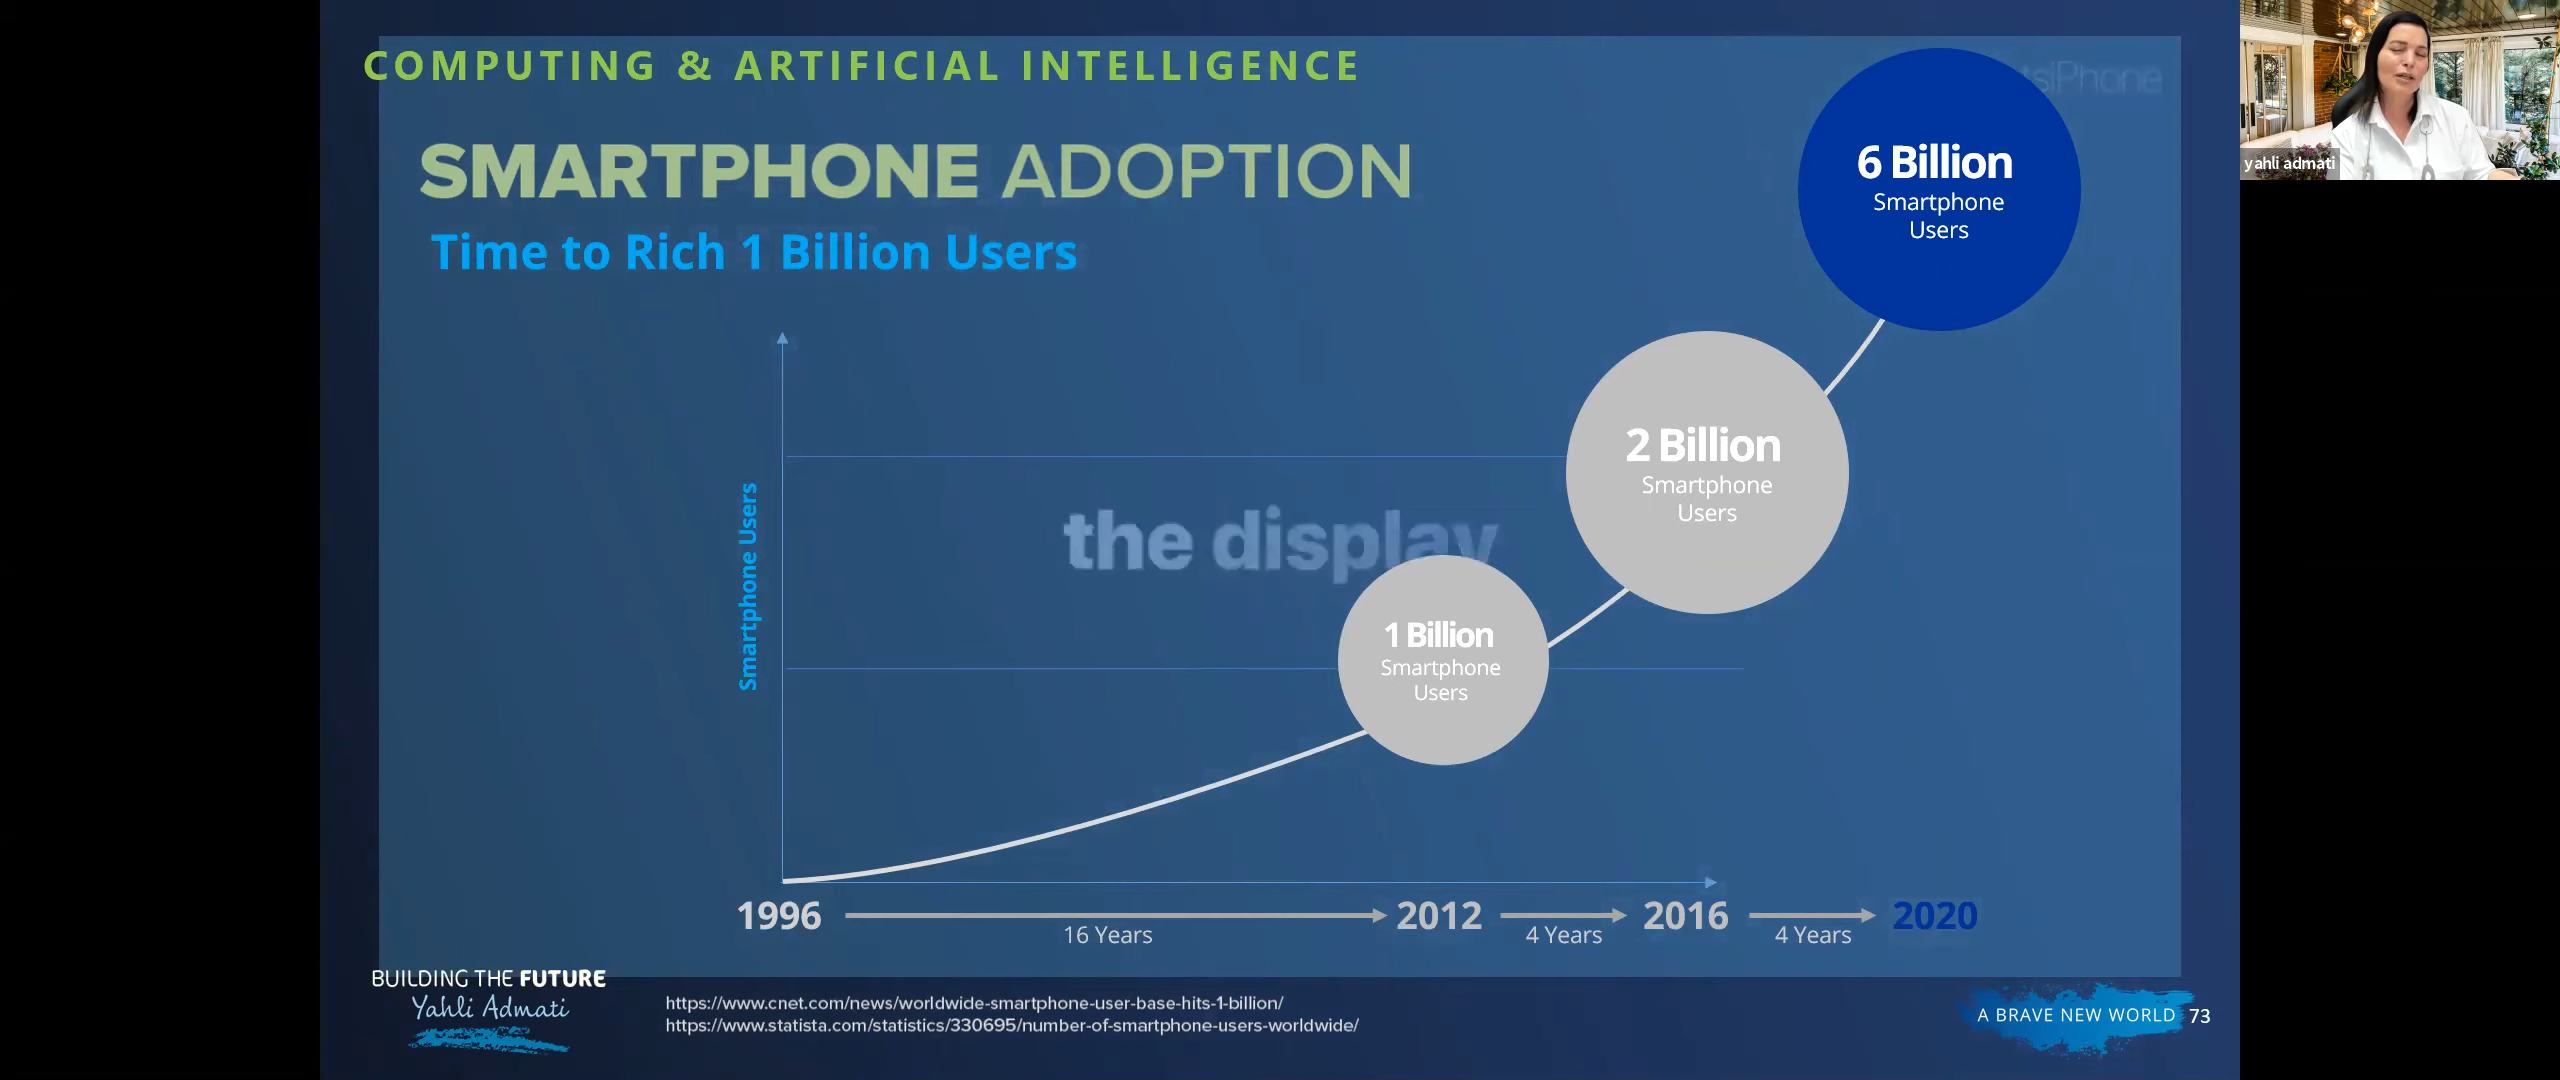 COMPUTING & ARTIFICIAL INTELLIGENCE
SMARTPHONE ADOPTION
Time to Rich 1 Billion Users
6 Billion
Smartphone
Users
iPhone
yahli admati
2 Billion
Smartphone
Users
the display
1 Billion
Smartphone
Users
Smartphone Users
1996
16 Years
2012
4 Years
2016
4 Years
2020
BUILDING THE FUTURE
Yahli Admati
https://www.cnet.com/news/worldwide-smartphone-user-base-hits-1-billion/
https://www.statista.com/statistics/330695/number-of-smartphone-users-worldwide/
A BRAVE NEW WORLD 73